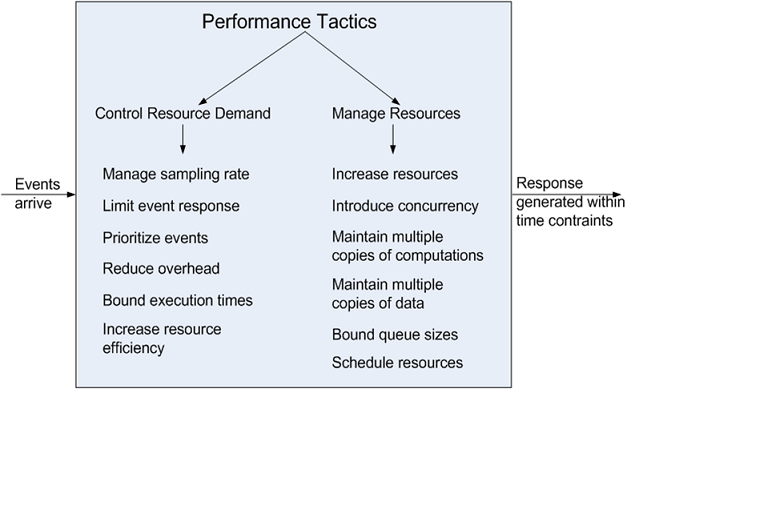 Performance Tactics
Control Resource Demand
Manage Resources
Events
arrive
Manage sampling rate
Limit event response
Prioritize events
Reduce overhead
Bound execution times
Increase resource
efficiency
Increase resources
Introduce concurrency
Maintain multiple
copies of computations
Maintain multiple
copies of data
Bound queue sizes
Schedule resources
Response
generated within
time contraints